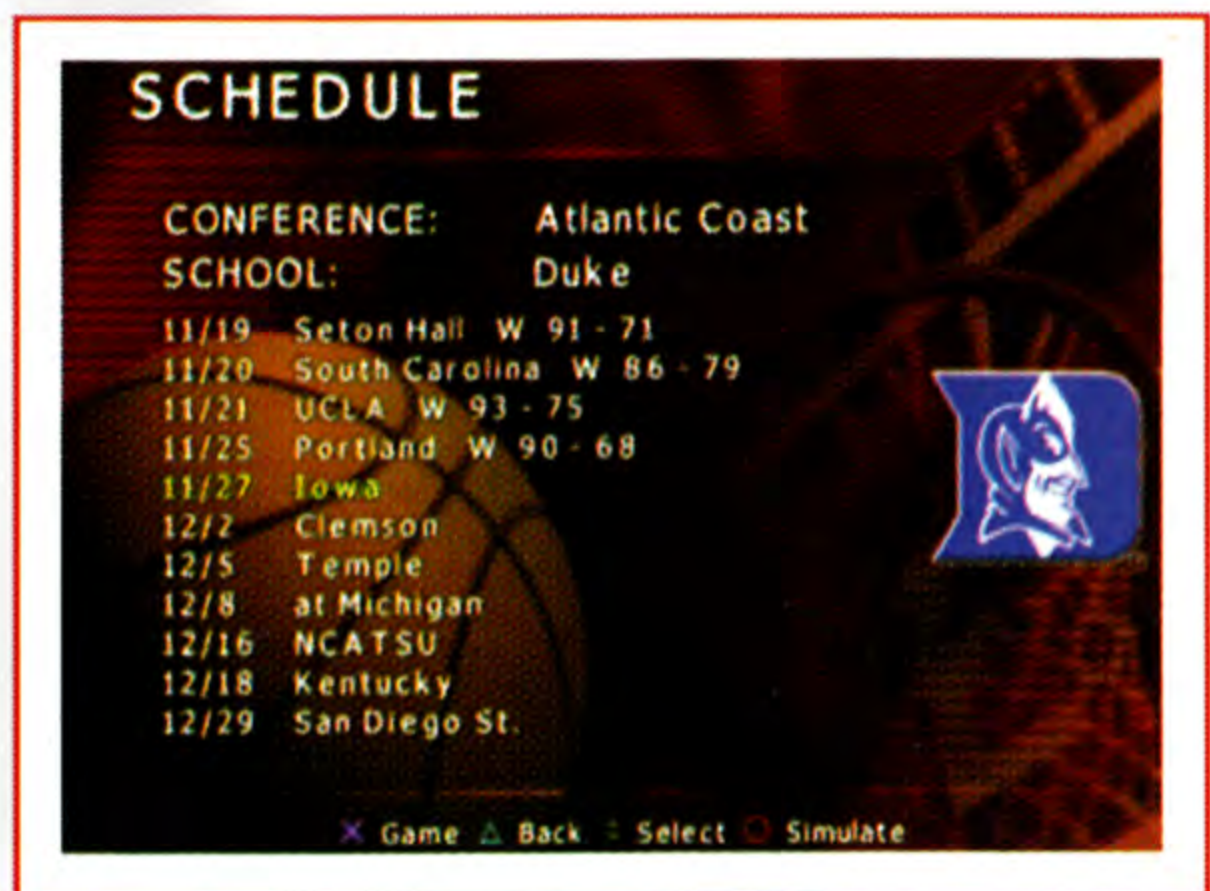 SCHEDULE
CONFERENCE: Atlantic Coast
SCHOOL: Duke
11/19 Seton Hall W 91 - 71
11/20 South Carolina W 86 - 79
11/21 UCLA W 93 - 75
11/25 Portland W 90 - 68
11/27 Iowa
12/2 Clemson
12/5 Temple
12/8 at Michigan
12/16 NCATSU
12/18 Kentucky
12/29 San Diego St.
X Game △ Back Select ○ Simulate